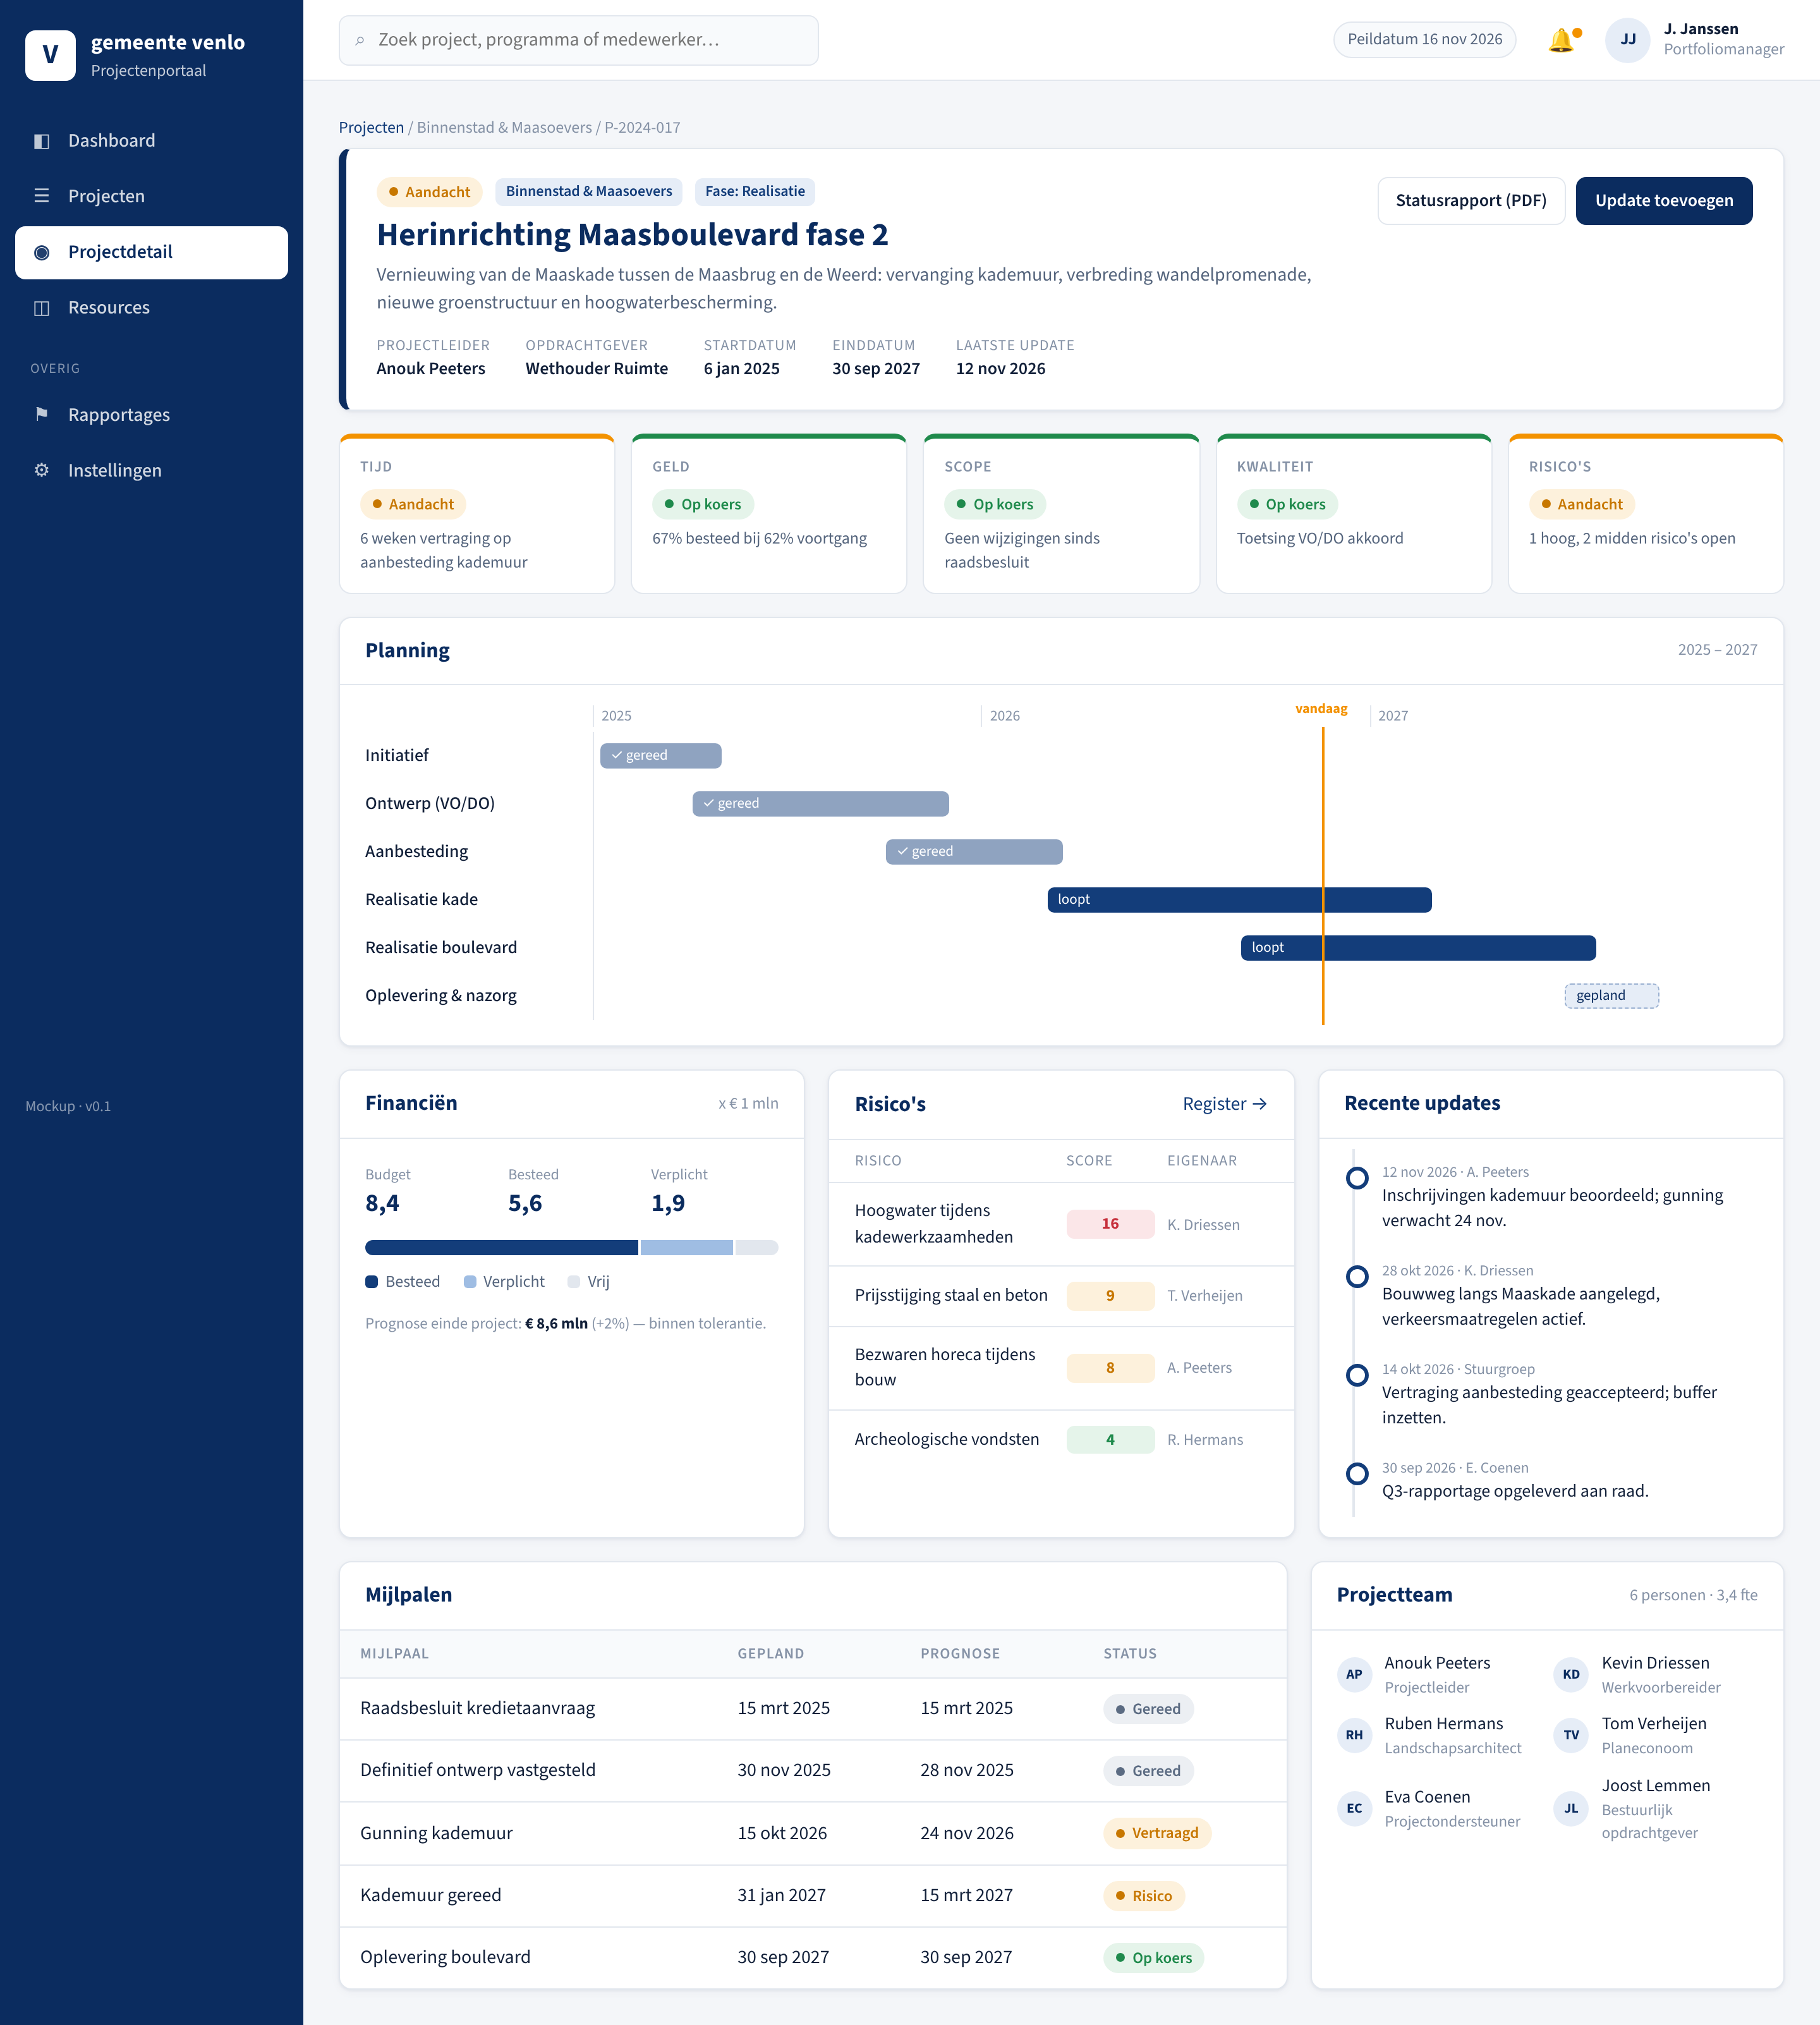 V
gemeente venlo
Projectenportaal
Dashboard
Projecten
Projectdetail
Resources
OVERIG
Rapportages
Instellingen
Mockup · v0.1
Zoek project, programma of medewerker…
Peildatum 16 nov 2026
JJ
J. Janssen
Portfoliomanager
Projecten / Binnenstad & Maasoevers / P-2024-017
Aandacht
Binnenstad & Maasoevers
Fase: Realisatie
Statusrapport (PDF)
Update toevoegen
Herinrichting Maasboulevard fase 2
Vernieuwing van de Maaskade tussen de Maasbrug en de Weerd: vervanging kademuur, verbreding wandelpromenade,
nieuwe groenstructuur en hoogwaterbescherming.
PROJECTLEIDER
Anouk Peeters
OPDRACHTGEVER
Wethouder Ruimte
STARTDATUM
6 jan 2025
EINDDATUM
30 sep 2027
LAATSTE UPDATE
12 nov 2026
TIJD
Aandacht
6 weken vertraging op
aanbesteding kademuur
GELD
Op koers
67% besteed bij 62% voortgang
SCOPE
Op koers
Geen wijzigingen sinds
raadsbesluit
KWALITEIT
Op koers
Toetsing VO/DO akkoord
RISICO'S
Aandacht
1 hoog, 2 midden risico's open
Planning
2025 – 2027
2025
2026
vandaag
2027
Initiatief
✓ gereed
Ontwerp (VO/DO)
✓ gereed
Aanbesteding
✓ gereed
Realisatie kade
loopt
Realisatie boulevard
loopt
Oplevering & nazorg
gepland
Financiën
x € 1 mln
Budget
8,4
Besteed
5,6
Verplicht
1,9
Besteed
Verplicht
Vrij
Prognose einde project: € 8,6 mln (+2%) — binnen tolerantie.
Risico's
Register →
RISICO
SCORE
EIGENAAR
Hoogwater tijdens
kadewerkzaamheden
16
K. Driessen
Prijsstijging staal en beton
9
T. Verheijen
Bezwaren horeca tijdens
bouw
8
A. Peeters
Archeologische vondsten
4
R. Hermans
Recente updates
12 nov 2026 · A. Peeters
Inschrijvingen kademuur beoordeeld; gunning
verwacht 24 nov.
28 okt 2026 · K. Driessen
Bouwweg langs Maaskade aangelegd,
verkeersmaatregelen actief.
14 okt 2026 · Stuurgroep
Vertraging aanbesteding geaccepteerd; buffer
inzetten.
30 sep 2026 · E. Coenen
Q3-rapportage opgeleverd aan raad.
Mijlpalen
MIJLPAAL
GEPLAND
PROGNOSE
STATUS
Raadsbesluit kredietaanvraag
15 mrt 2025
15 mrt 2025
Gereed
Definitief ontwerp vastgesteld
30 nov 2025
28 nov 2025
Gereed
Gunning kademuur
15 okt 2026
24 nov 2026
Vertraagd
Kademuur gereed
31 jan 2027
15 mrt 2027
Risico
Oplevering boulevard
30 sep 2027
30 sep 2027
Op koers
Projectteam
6 personen · 3,4 fte
AP
Anouk Peeters
Projectleider
KD
Kevin Driessen
Werkvoorbereider
RH
Ruben Hermans
Landschapsarchitect
TV
Tom Verheijen
Planeconoom
EC
Eva Coenen
Projectondersteuner
JL
Joost Lemmen
Bestuurlijk
opdrachtgever